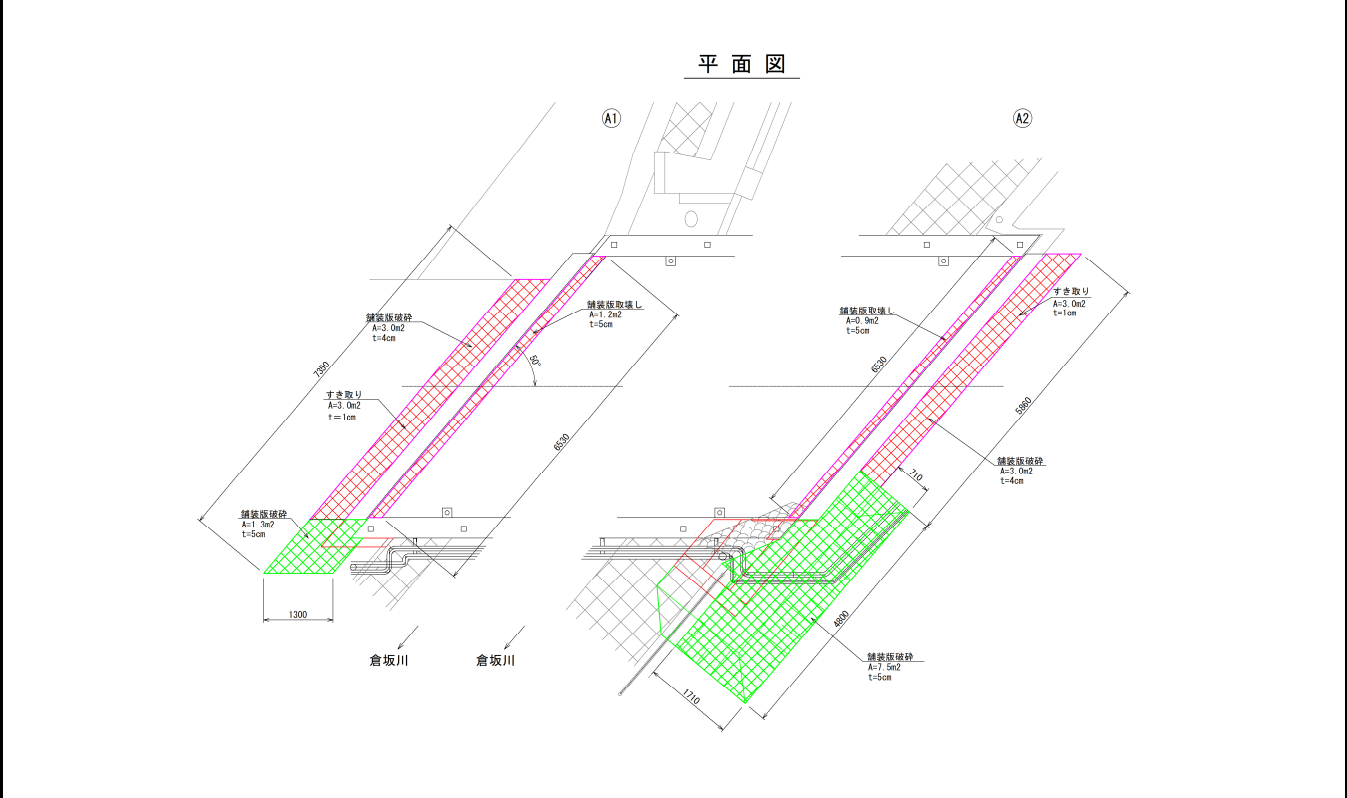 平面図
A1
A2
舗装版取壊し
A=1.2m2
t=5cm
舗装版破砕
A=3.0m2
t=4cm
すき取り
A=3.0m2
t=1cm
舗装版破砕
A=1.3m2
t=5cm
7390
50°
6530
1300
倉坂川
倉坂川
舗装版取壊し
A=0.9m2
t=5cm
すき取り
A=3.0m2
t=1cm
6530
5860
舗装版破砕
A=3.0m2
t=4cm
710
4800
舗装版破砕
A=7.5m2
t=5cm
1710